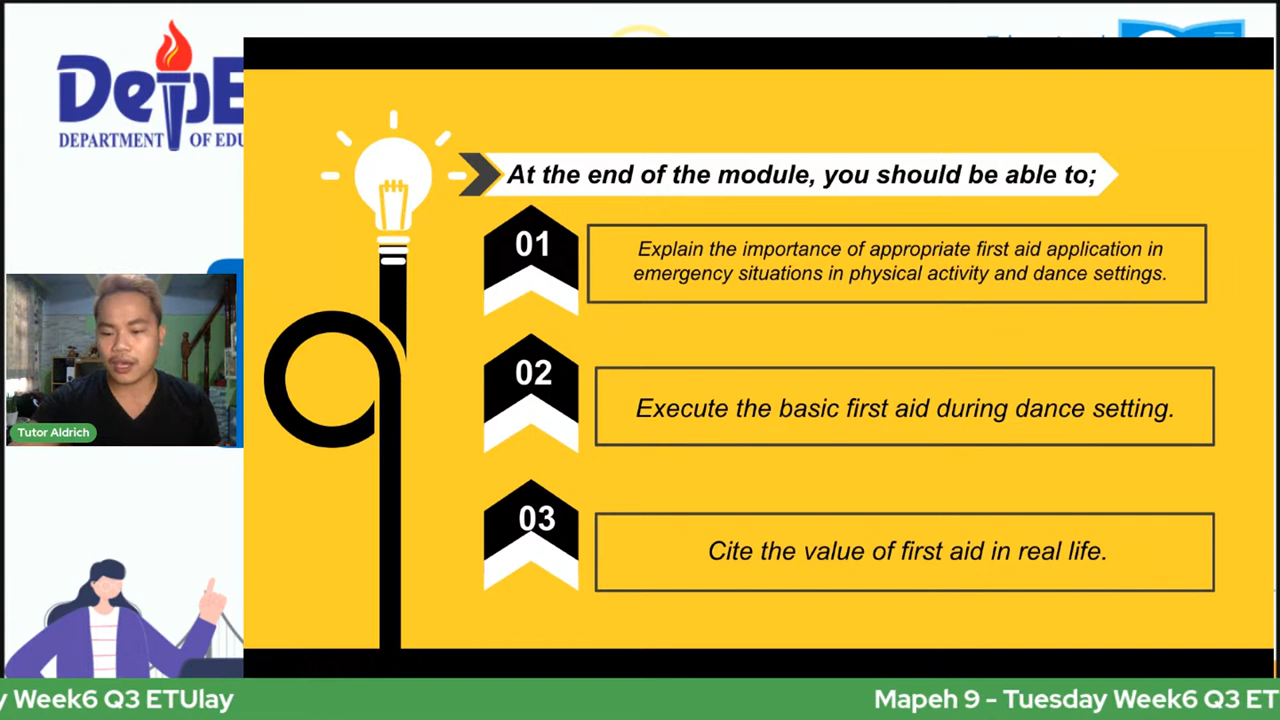 DepE
DEPARTMENT OF EDU
At the end of the module, you should be able to;
01
Explain the importance of appropriate first aid application in
emergency situations in physical activity and dance settings.
02
Execute the basic first aid during dance setting.
03
Cite the value of first aid in real life.
Tutor Aldrich
y Week6 Q3 ETUlay
Mapeh 9 - Tuesday Week6 Q3 ET